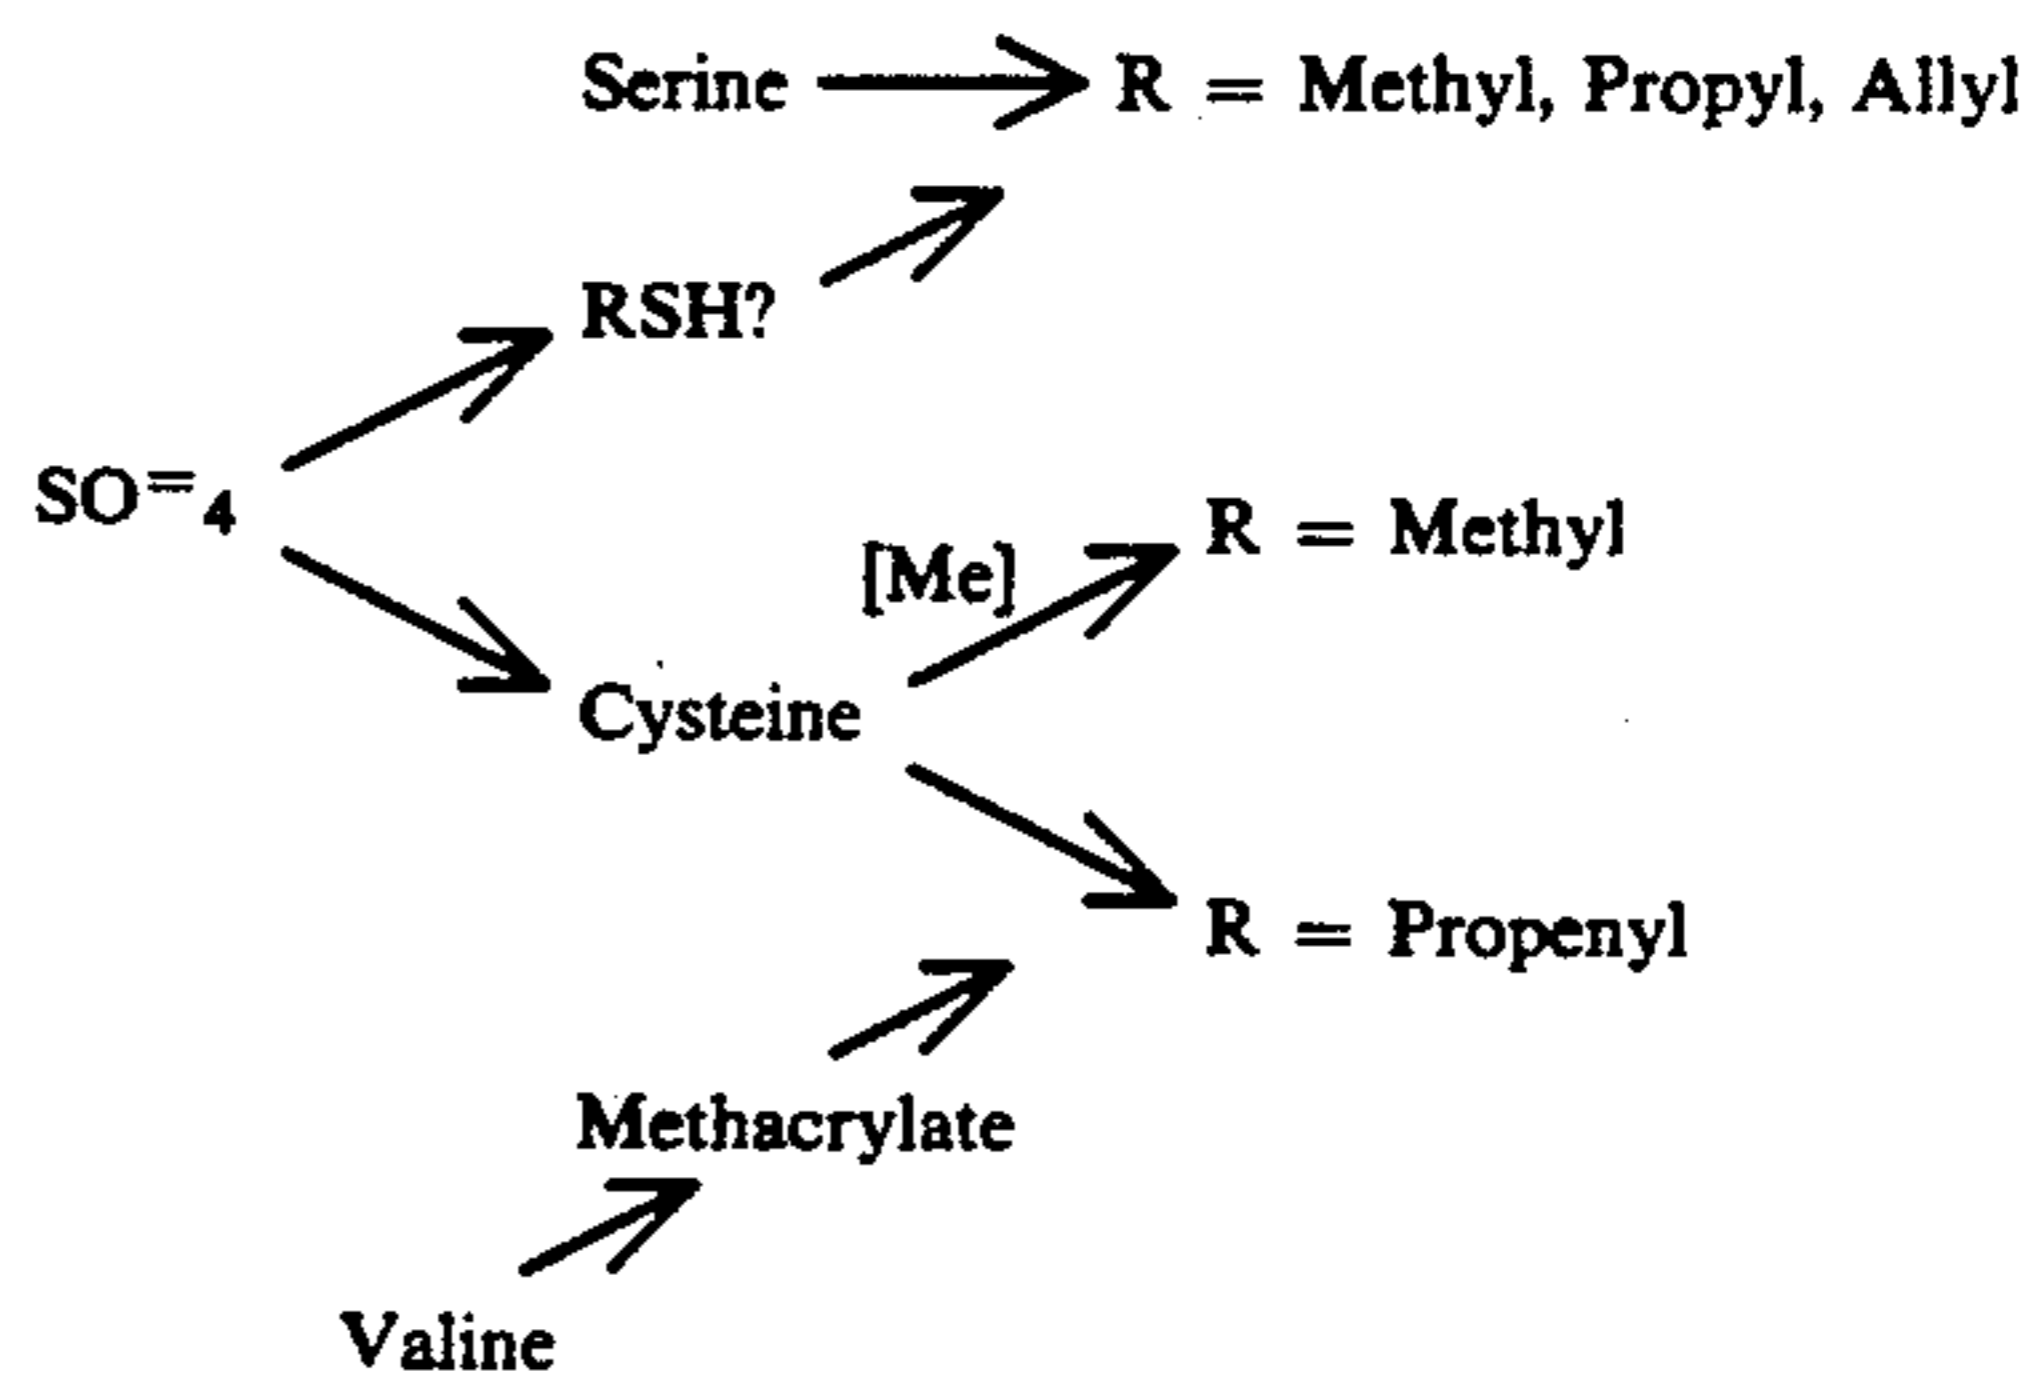 Serine R = Methyl, Propyl, Allyl
RSH?
SO=4
R = Methyl
[Me]
Cysteine
R = Propenyl
Methacrylate
Valine